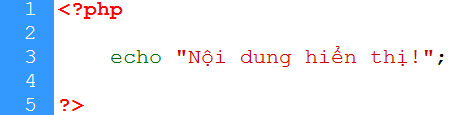 1 <?php
2
3 echo "Nội dung hiển thị!";
4
5 ?>